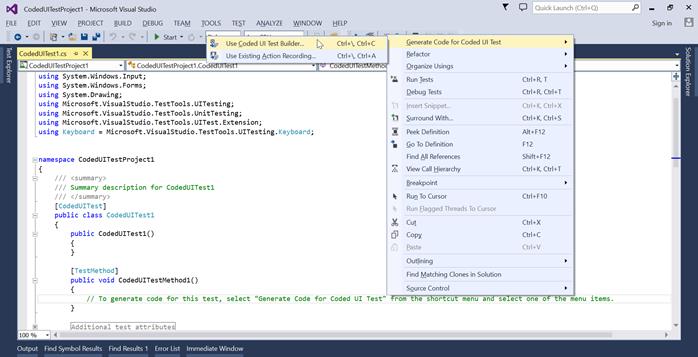 CodedUITestProject1 - Microsoft Visual Studio
Quick Launch (Ctrl+Q)
FILE EDIT VIEW PROJECT BUILD DEBUG TEAM TOOLS TEST ANALYZE WINDOW HELP
Sign in
Start
Use Coded UI Test Builder... Ctrl+\, Ctrl+C
Use Existing Action Recording... Ctrl+\, Ctrl+A
Generate Code for Coded UI Test
Refactor
Organize Usings
Run Tests Ctrl+R, T
Debug Tests Ctrl+R, Ctrl+T
Insert Snippet... Ctrl+K, Ctrl+X
Surround With... Ctrl+K, Ctrl+S
Peek Definition Alt+F12
Go To Definition F12
Find All References Shift+F12
View Call Hierarchy Ctrl+K, Ctrl+T
Breakpoint
Run To Cursor Ctrl+F10
Run Flagged Threads To Cursor
Cut Ctrl+X
Copy Ctrl+C
Paste Ctrl+V
Outlining
Find Matching Clones in Solution
Source Control
Test Explorer
Solution Explorer
CodedUITest1.cs
CodedUITestProject1
CodedUITestProject1.CodedUITest1
CodedUITestMethod1()
using System.Windows.Input;
using System.Windows.Forms;
using System.Drawing;
using Microsoft.VisualStudio.TestTools.UITesting;
using Microsoft.VisualStudio.TestTools.UnitTesting;
using Microsoft.VisualStudio.TestTools.UITest.Extension;
using Keyboard = Microsoft.VisualStudio.TestTools.UITesting.Keyboard;
namespace CodedUITestProject1
{
/// <summary>
/// Summary description for CodedUITest1
/// </summary>
[CodedUITest]
public class CodedUITest1
{
public CodedUITest1()
{
}
[TestMethod]
public void CodedUITestMethod1()
{
// To generate code for this test, select "Generate Code for Coded UI Test" from the shortcut menu and select one of the menu items.
}
Additional test attributes
100 %
Output Find Symbol Results Find Results 1 Error List Immediate Window